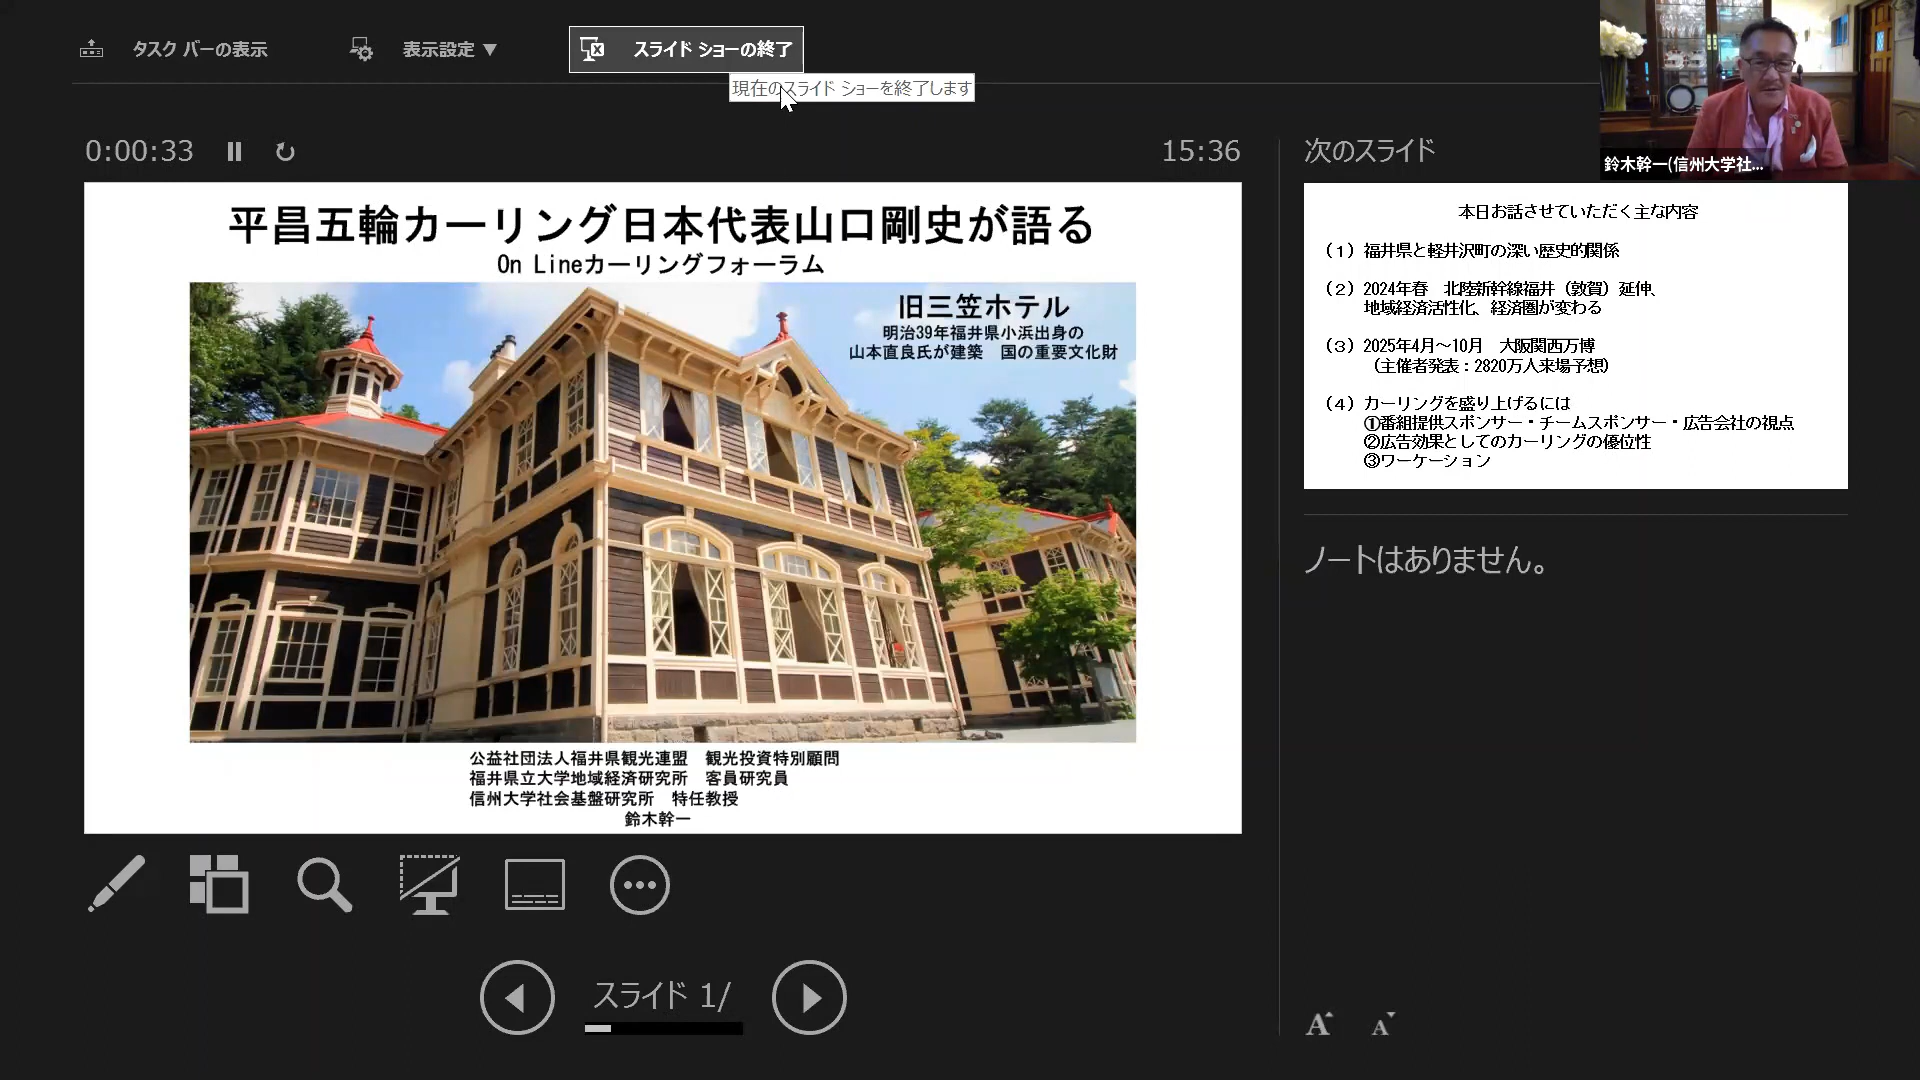 タスク バーの表示
表示設定 ▼
スライド ショーの終了
現在のスライド ショーを終了します
鈴木幹一(信州大学社...
0:00:33
15:36
次のスライド
平昌五輪カーリング日本代表山口剛史が語る
On Lineカーリングフォーラム
旧三笠ホテル
明治39年福井県小浜出身の
山本直良氏が建築　国の重要文化財
公益社団法人福井県観光連盟　観光投資特別顧問
福井県立大学地域経済研究所　客員研究員
信州大学社会基盤研究所　特任教授
鈴木幹一
本日お話させていただく主な内容
（1）福井県と軽井沢町の深い歴史的関係
（2）2024年春　北陸新幹線福井（敦賀）延伸、
地域経済活性化、経済圏が変わる
（3）2025年4月～10月　大阪関西万博
（主催者発表：2820万人来場予想）
（4）カーリングを盛り上げるには
①番組提供スポンサー・チームスポンサー・広告会社の視点
②広告効果としてのカーリングの優位性
③ワーケーション
ノートはありません。
スライド 1/
A A